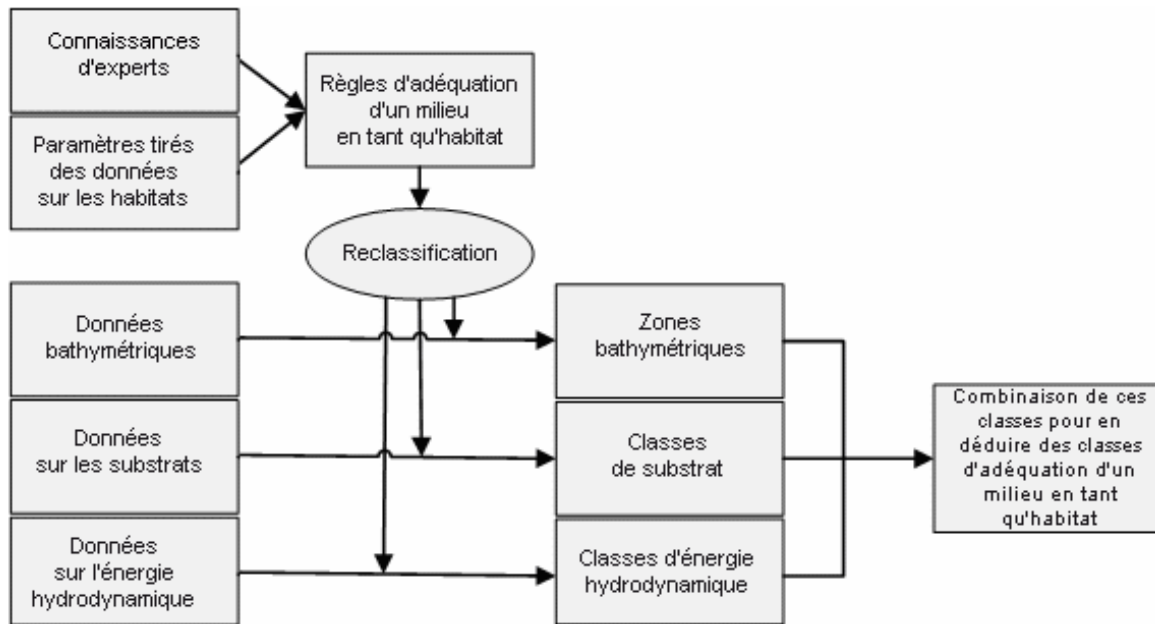 Connaissances
d'experts
Paramètres tirés
des données
sur les habitats
Règles d'adéquation
d'un milieu
en tant qu'habitat
Reclassification
Données
bathymétriques
Données
sur les substrats
Données
sur l'énergie
hydrodynamique
Zones
bathymétriques
Classes
de substrat
Classes d'énergie
hydrodynamique
Combinaison de ces
classes pour en
déduire des classes
d'adéquation d'un
milieu en tant
qu'habitat